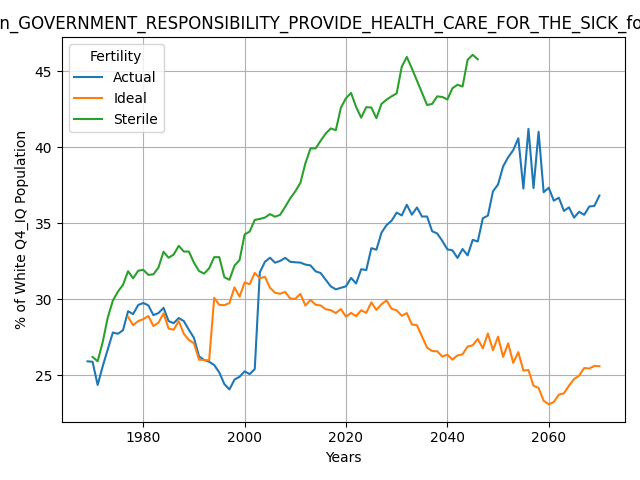 n_GOVERNMENT_RESPONSIBILITY_PROVIDE_HEALTH_CARE_FOR_THE_SICK_fo
Fertility
Actual
Ideal
Sterile
45
40
35
30
25
% of White Q4_IQ Population
1980
2000
2020
2040
2060
Years